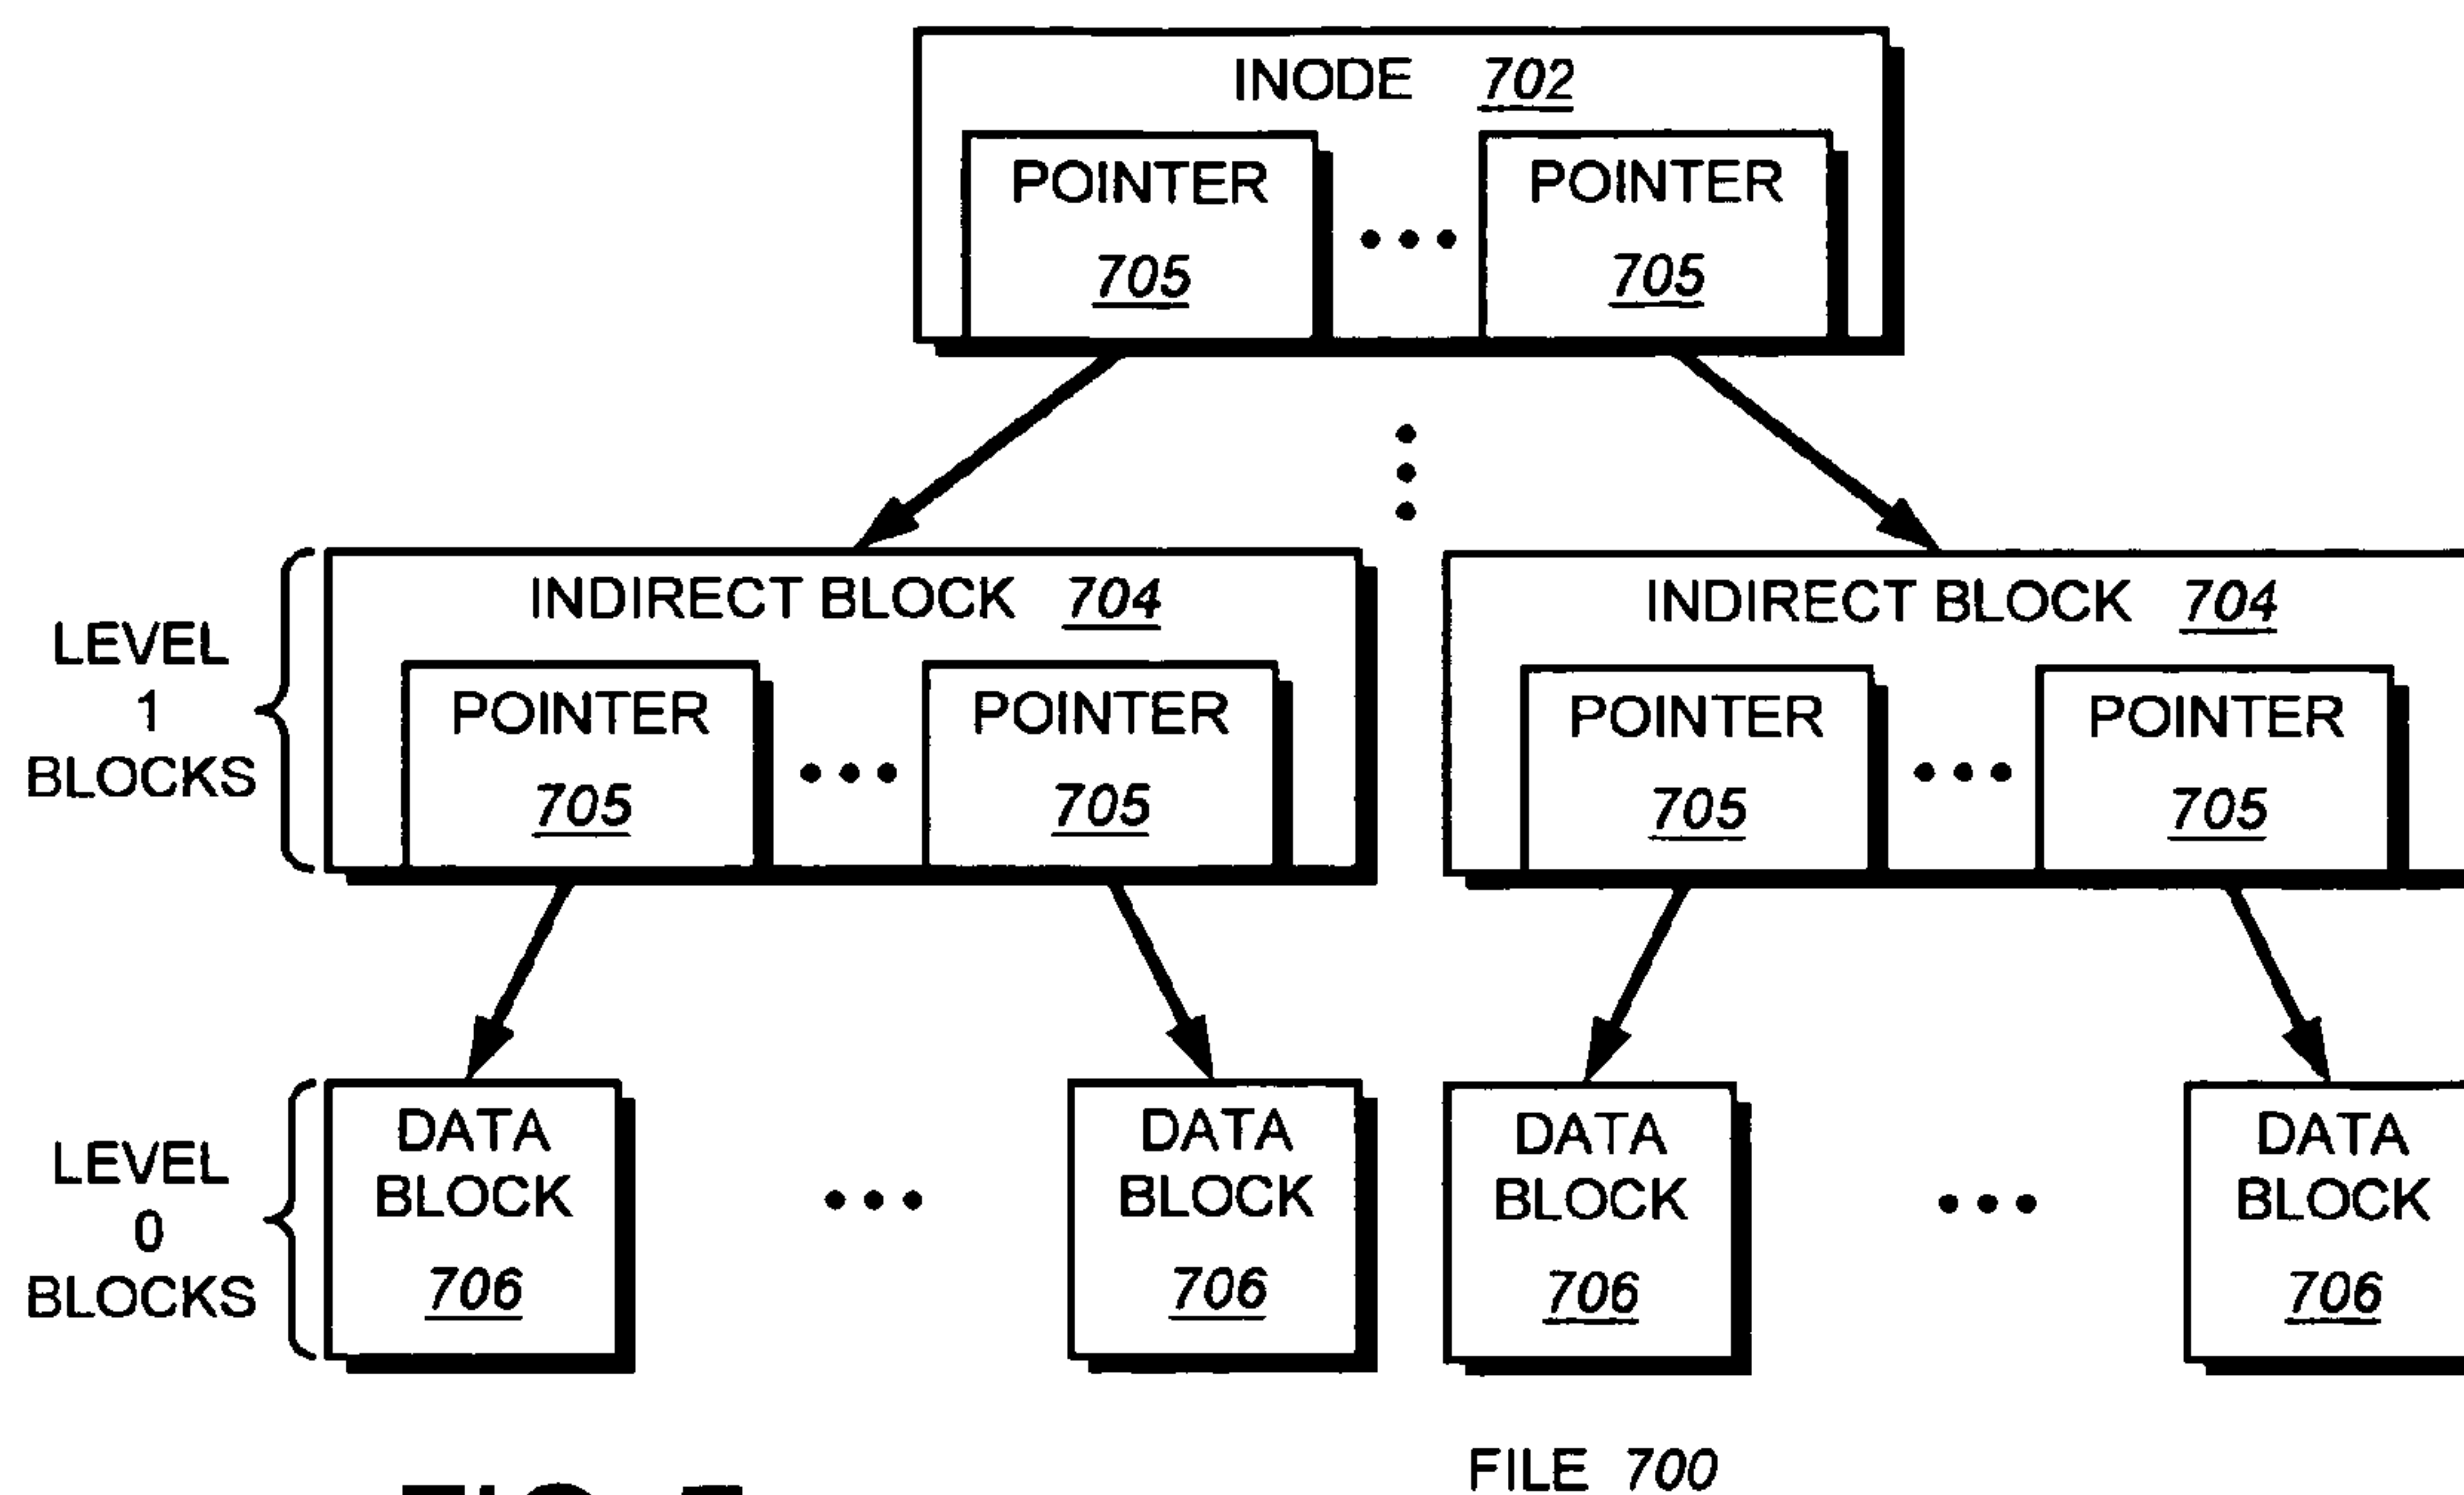 INODE 702
POINTER POINTER
705 ••• 705
INDIRECT BLOCK 704
INDIRECT BLOCK 704
LEVEL
1
BLOCKS
POINTER POINTER
705 ••• 705
POINTER POINTER
705 ••• 705
LEVEL
0
BLOCKS
DATA
BLOCK
706
•••
DATA
BLOCK
706
DATA
BLOCK
706
•••
DATA
BLOCK
706
FILE 700